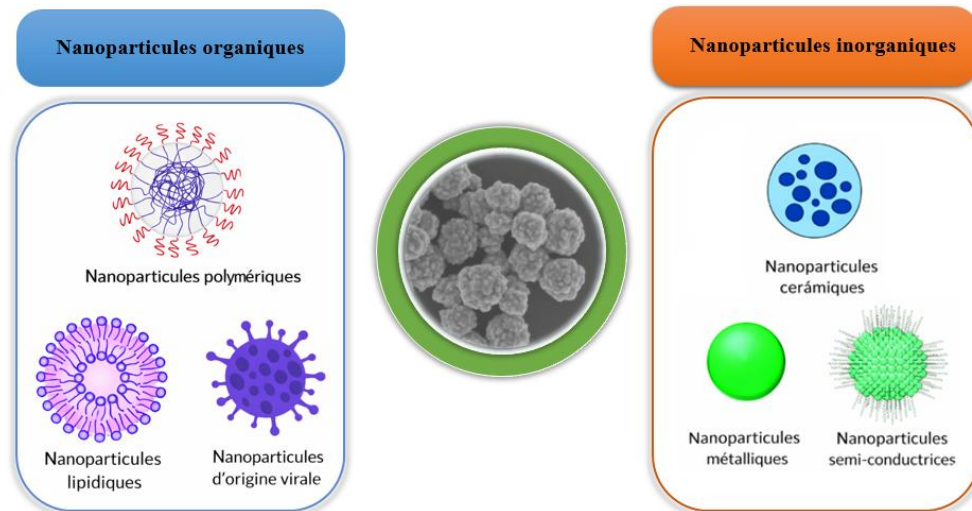 Nanoparticules organiques
Nanoparticules polymériques
Nanoparticules
lipidiques
Nanoparticules
d'origine virale
Nanoparticules inorganiques
Nanoparticules
cerámiques
Nanoparticules
métalliques
Nanoparticules
semi-conductrices